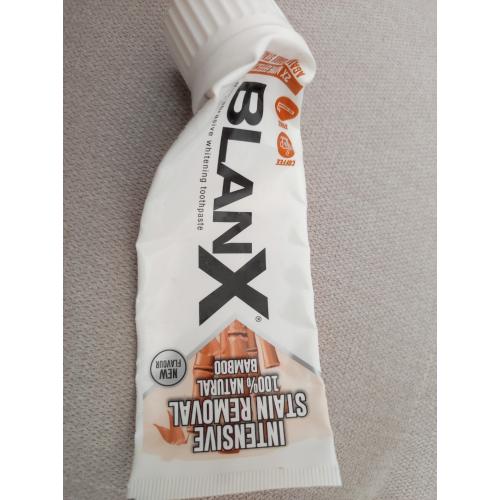 BLANX®
whitening toothpaste
COFFEE
INTENSIVE
STAIN REMOVAL
100% NATURAL
BAMBOO
NEW
FLAVOUR